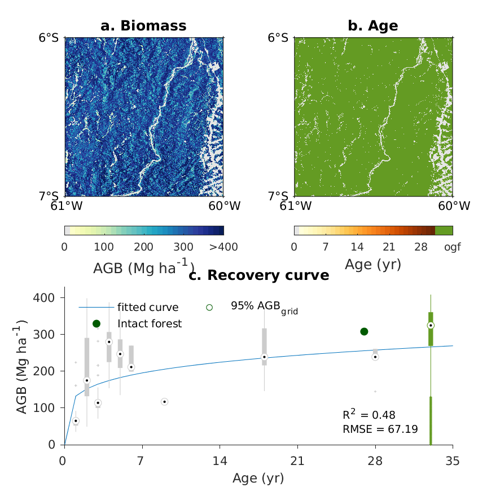 a. Biomass
b. Age
6°S
6°S
7°S
7°S
61°W
60°W
61°W
60°W
0 100 200 300 >400
0 7 14 21 28 ogf
AGB (Mg ha⁻¹)
Age (yr)
c. Recovery curve
400
300
200
100
0
AGB (Mg ha⁻¹)
fitted curve
95% AGB_grid
Intact forest
R² = 0.48
RMSE = 67.19
0 7 14 21 28 35
Age (yr)